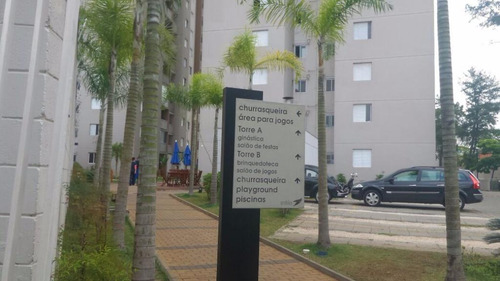 churrasqueira
área para jogos
Torre A
ginástica
salão de festas
Torre B
brinquedoteca
salão de jogos
churrasqueira
playground
piscinas